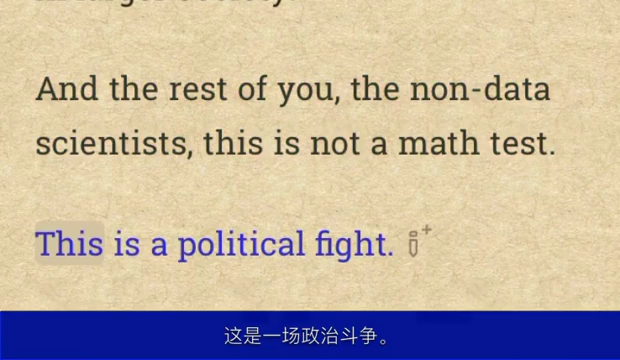 And the rest of you, the non-data
scientists, this is not a math test.
This is a political fight.
这是一场政治斗争。